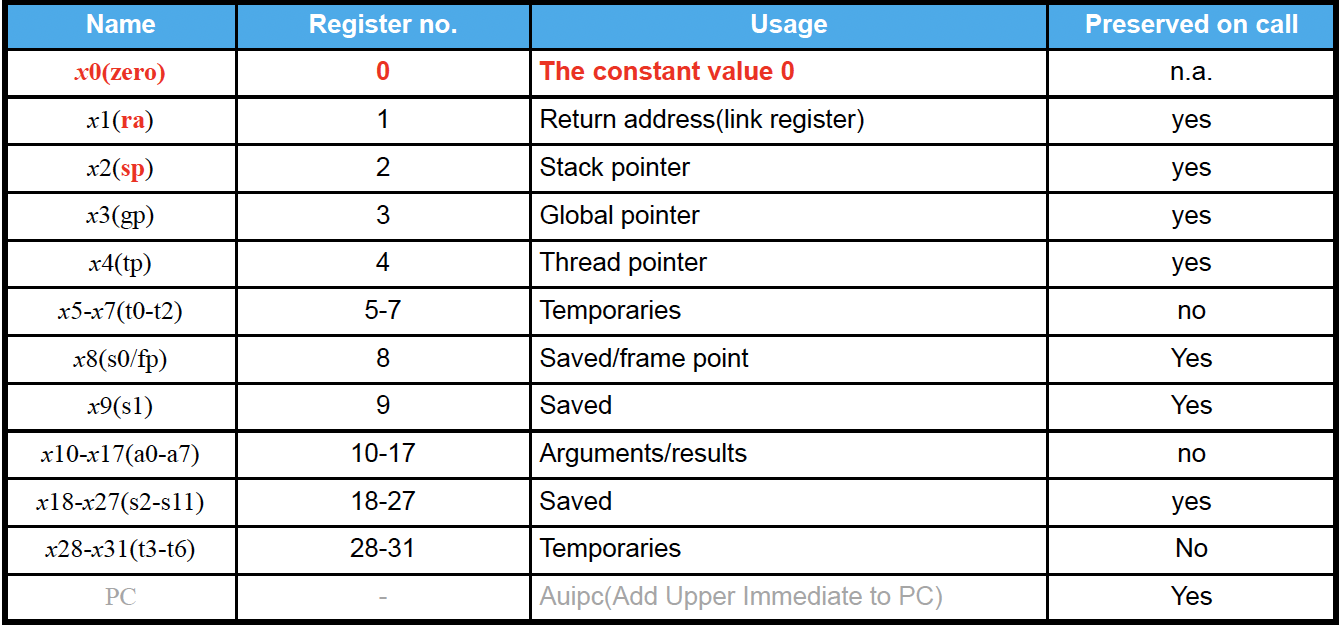 Name Register no. Usage Preserved on call
x0(zero) 0 The constant value 0 n.a.
x1(ra) 1 Return address(link register) yes
x2(sp) 2 Stack pointer yes
x3(gp) 3 Global pointer yes
x4(tp) 4 Thread pointer yes
x5-x7(t0-t2) 5-7 Temporaries no
x8(s0/fp) 8 Saved/frame point Yes
x9(s1) 9 Saved Yes
x10-x17(a0-a7) 10-17 Arguments/results no
x18-x27(s2-s11) 18-27 Saved yes
x28-x31(t3-t6) 28-31 Temporaries No
PC - Auipc(Add Upper Immediate to PC) Yes